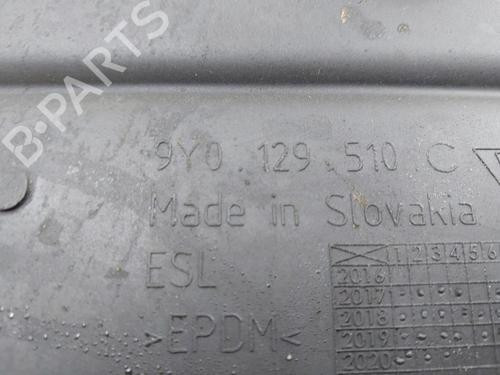 B-PARTS
9Y0.129.510 C
Made in Slovakia
ESL
1 2 3 4 5 6
2016
2017
>EPDM< 2018
2019
2020